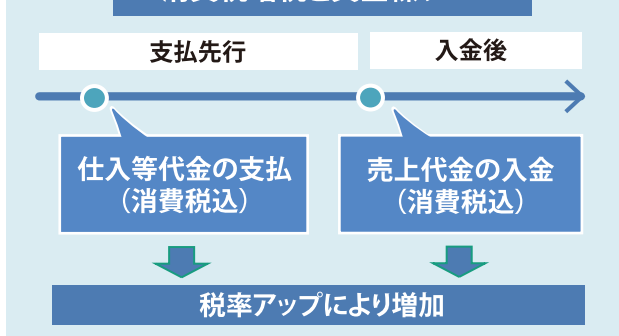 支払先行
入金後
仕入等代金の支払
（消費税込）
売上代金の入金
（消費税込）
税率アップにより増加